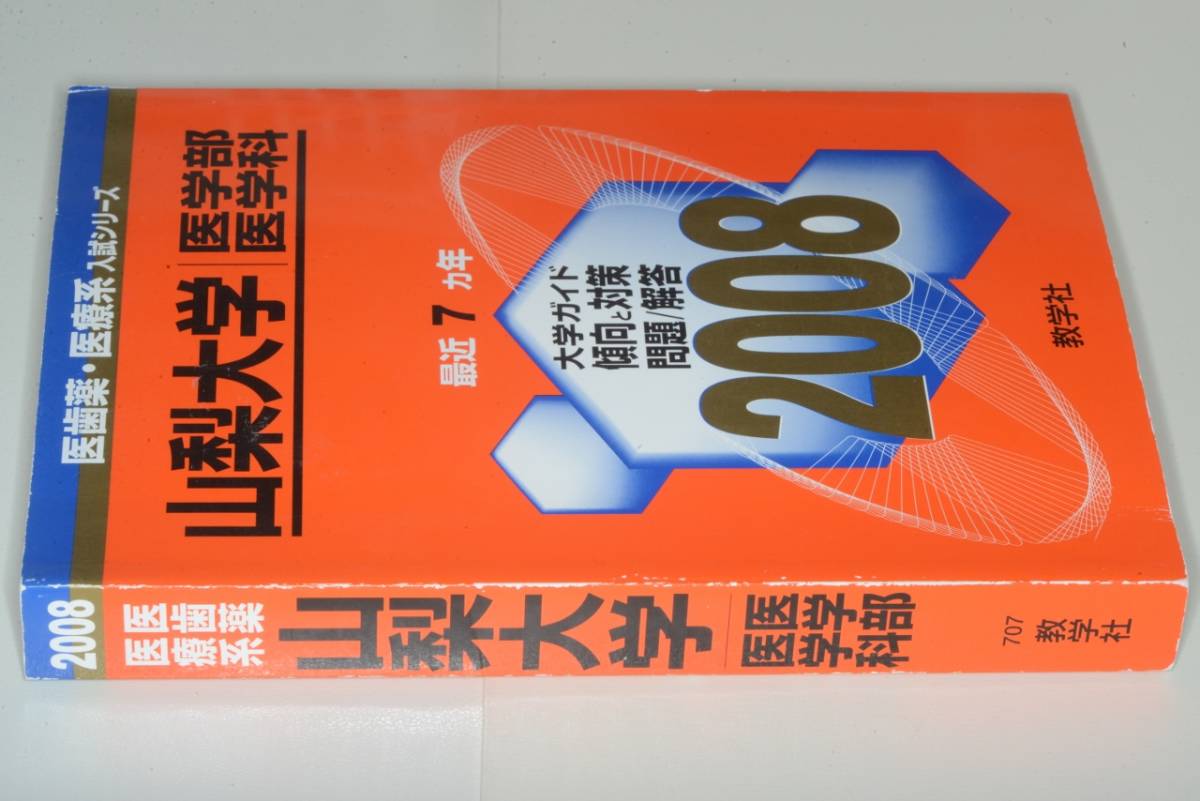 医歯薬・医療系 入試シリーズ
山梨大学
医学部
医学科
最近 7 カ年
大学ガイド
傾向と対策
問題/解答
2008
教学社
2008
医歯薬
医療系
山梨大学
医学部
医学科
707
教学社